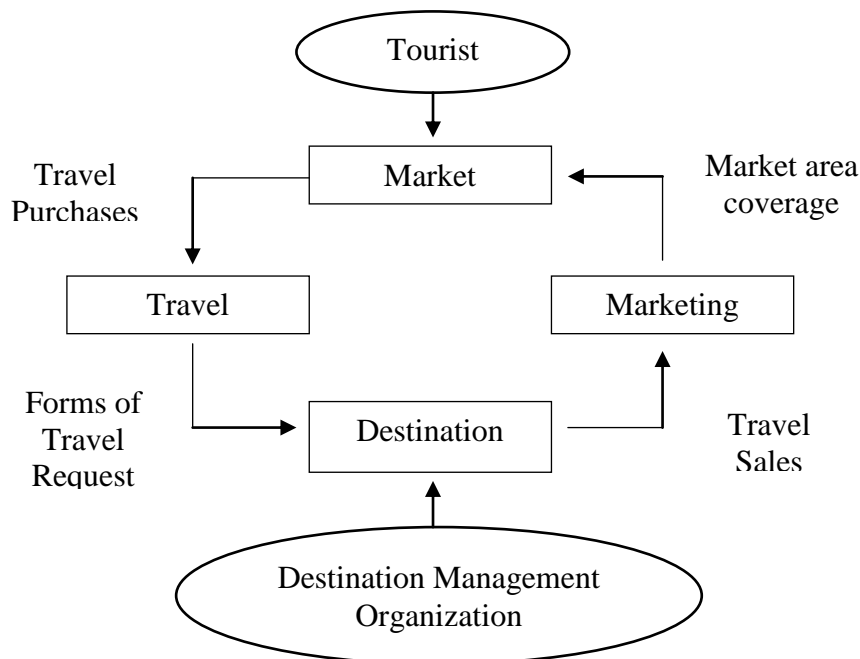 Tourist
Market
Travel
Purchases
Market area
coverage
Travel
Marketing
Forms of
Travel
Request
Destination
Travel
Sales
Destination Management
Organization